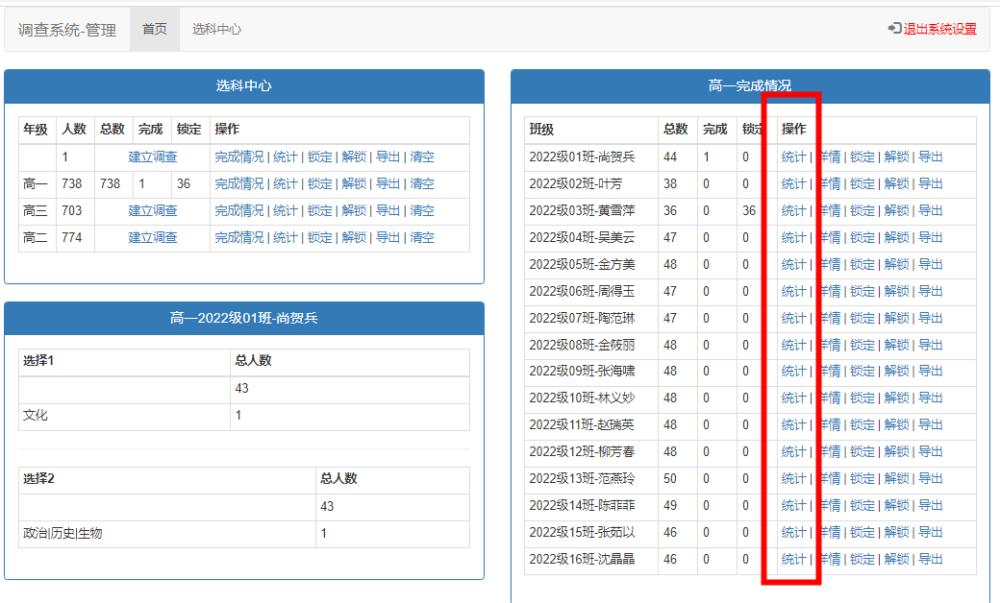 调查系统-管理 首页 选科中心 退出系统设置
选科中心
年级 人数 总数 完成 锁定 操作
1 建立调查 完成情况 | 统计 | 锁定 | 解锁 | 导出 | 清空
高一 738 738 1 36 完成情况 | 统计 | 锁定 | 解锁 | 导出 | 清空
高三 703 建立调查 完成情况 | 统计 | 锁定 | 解锁 | 导出 | 清空
高二 774 建立调查 完成情况 | 统计 | 锁定 | 解锁 | 导出 | 清空
高一2022级01班-尚贺兵
选择1 总人数
43
文化 1
选择2 总人数
43
政治|历史|生物 1
高一完成情况
班级 总数 完成 锁定 操作
2022级01班-尚贺兵 44 1 0 统计 | 详情 | 锁定 | 解锁 | 导出
2022级02班-叶芳 38 0 0 统计 | 详情 | 锁定 | 解锁 | 导出
2022级03班-黄雪萍 36 0 36 统计 | 详情 | 锁定 | 解锁 | 导出
2022级04班-吴美云 47 0 0 统计 | 详情 | 锁定 | 解锁 | 导出
2022级05班-金方美 48 0 0 统计 | 详情 | 锁定 | 解锁 | 导出
2022级06班-周得玉 47 0 0 统计 | 详情 | 锁定 | 解锁 | 导出
2022级07班-陶范琳 47 0 0 统计 | 详情 | 锁定 | 解锁 | 导出
2022级08班-金筱丽 48 0 0 统计 | 详情 | 锁定 | 解锁 | 导出
2022级09班-张海啸 48 0 0 统计 | 详情 | 锁定 | 解锁 | 导出
2022级10班-林义妙 48 0 0 统计 | 详情 | 锁定 | 解锁 | 导出
2022级11班-赵瑞英 48 0 0 统计 | 详情 | 锁定 | 解锁 | 导出
2022级12班-柳芳春 48 0 0 统计 | 详情 | 锁定 | 解锁 | 导出
2022级13班-范燕玲 50 0 0 统计 | 详情 | 锁定 | 解锁 | 导出
2022级14班-陈菲菲 49 0 0 统计 | 详情 | 锁定 | 解锁 | 导出
2022级15班-张茹以 46 0 0 统计 | 详情 | 锁定 | 解锁 | 导出
2022级16班-沈晶晶 46 0 0 统计 | 详情 | 锁定 | 解锁 | 导出